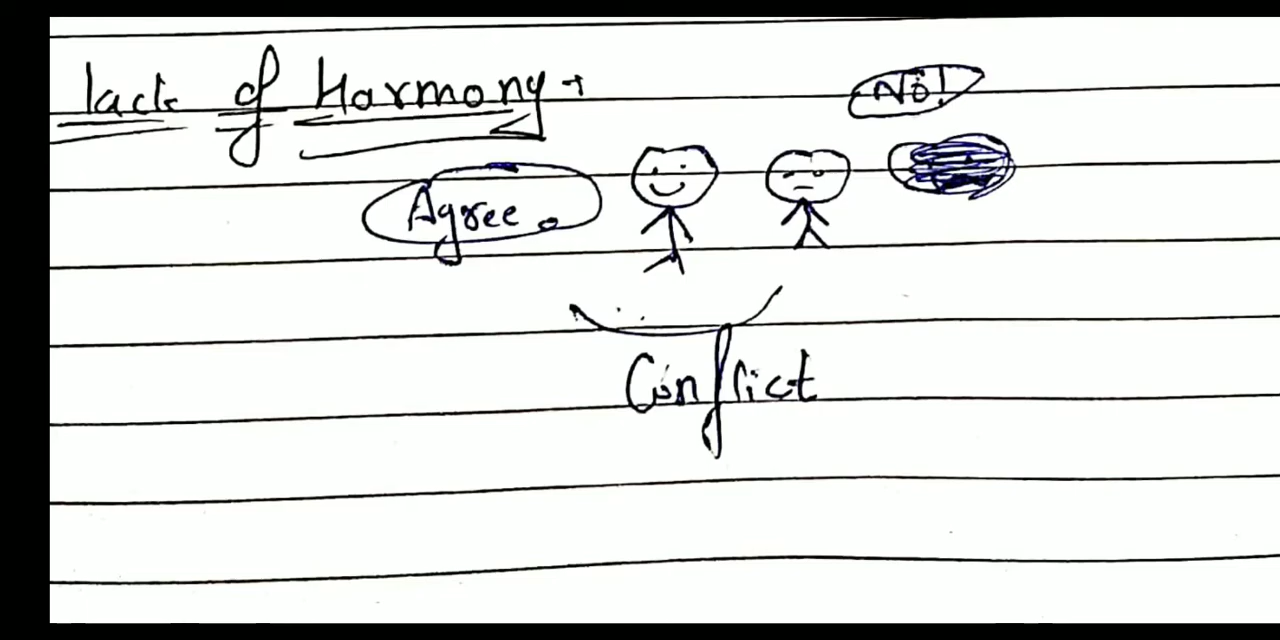 lack of Harmony →
No!
Agree.
Conflict